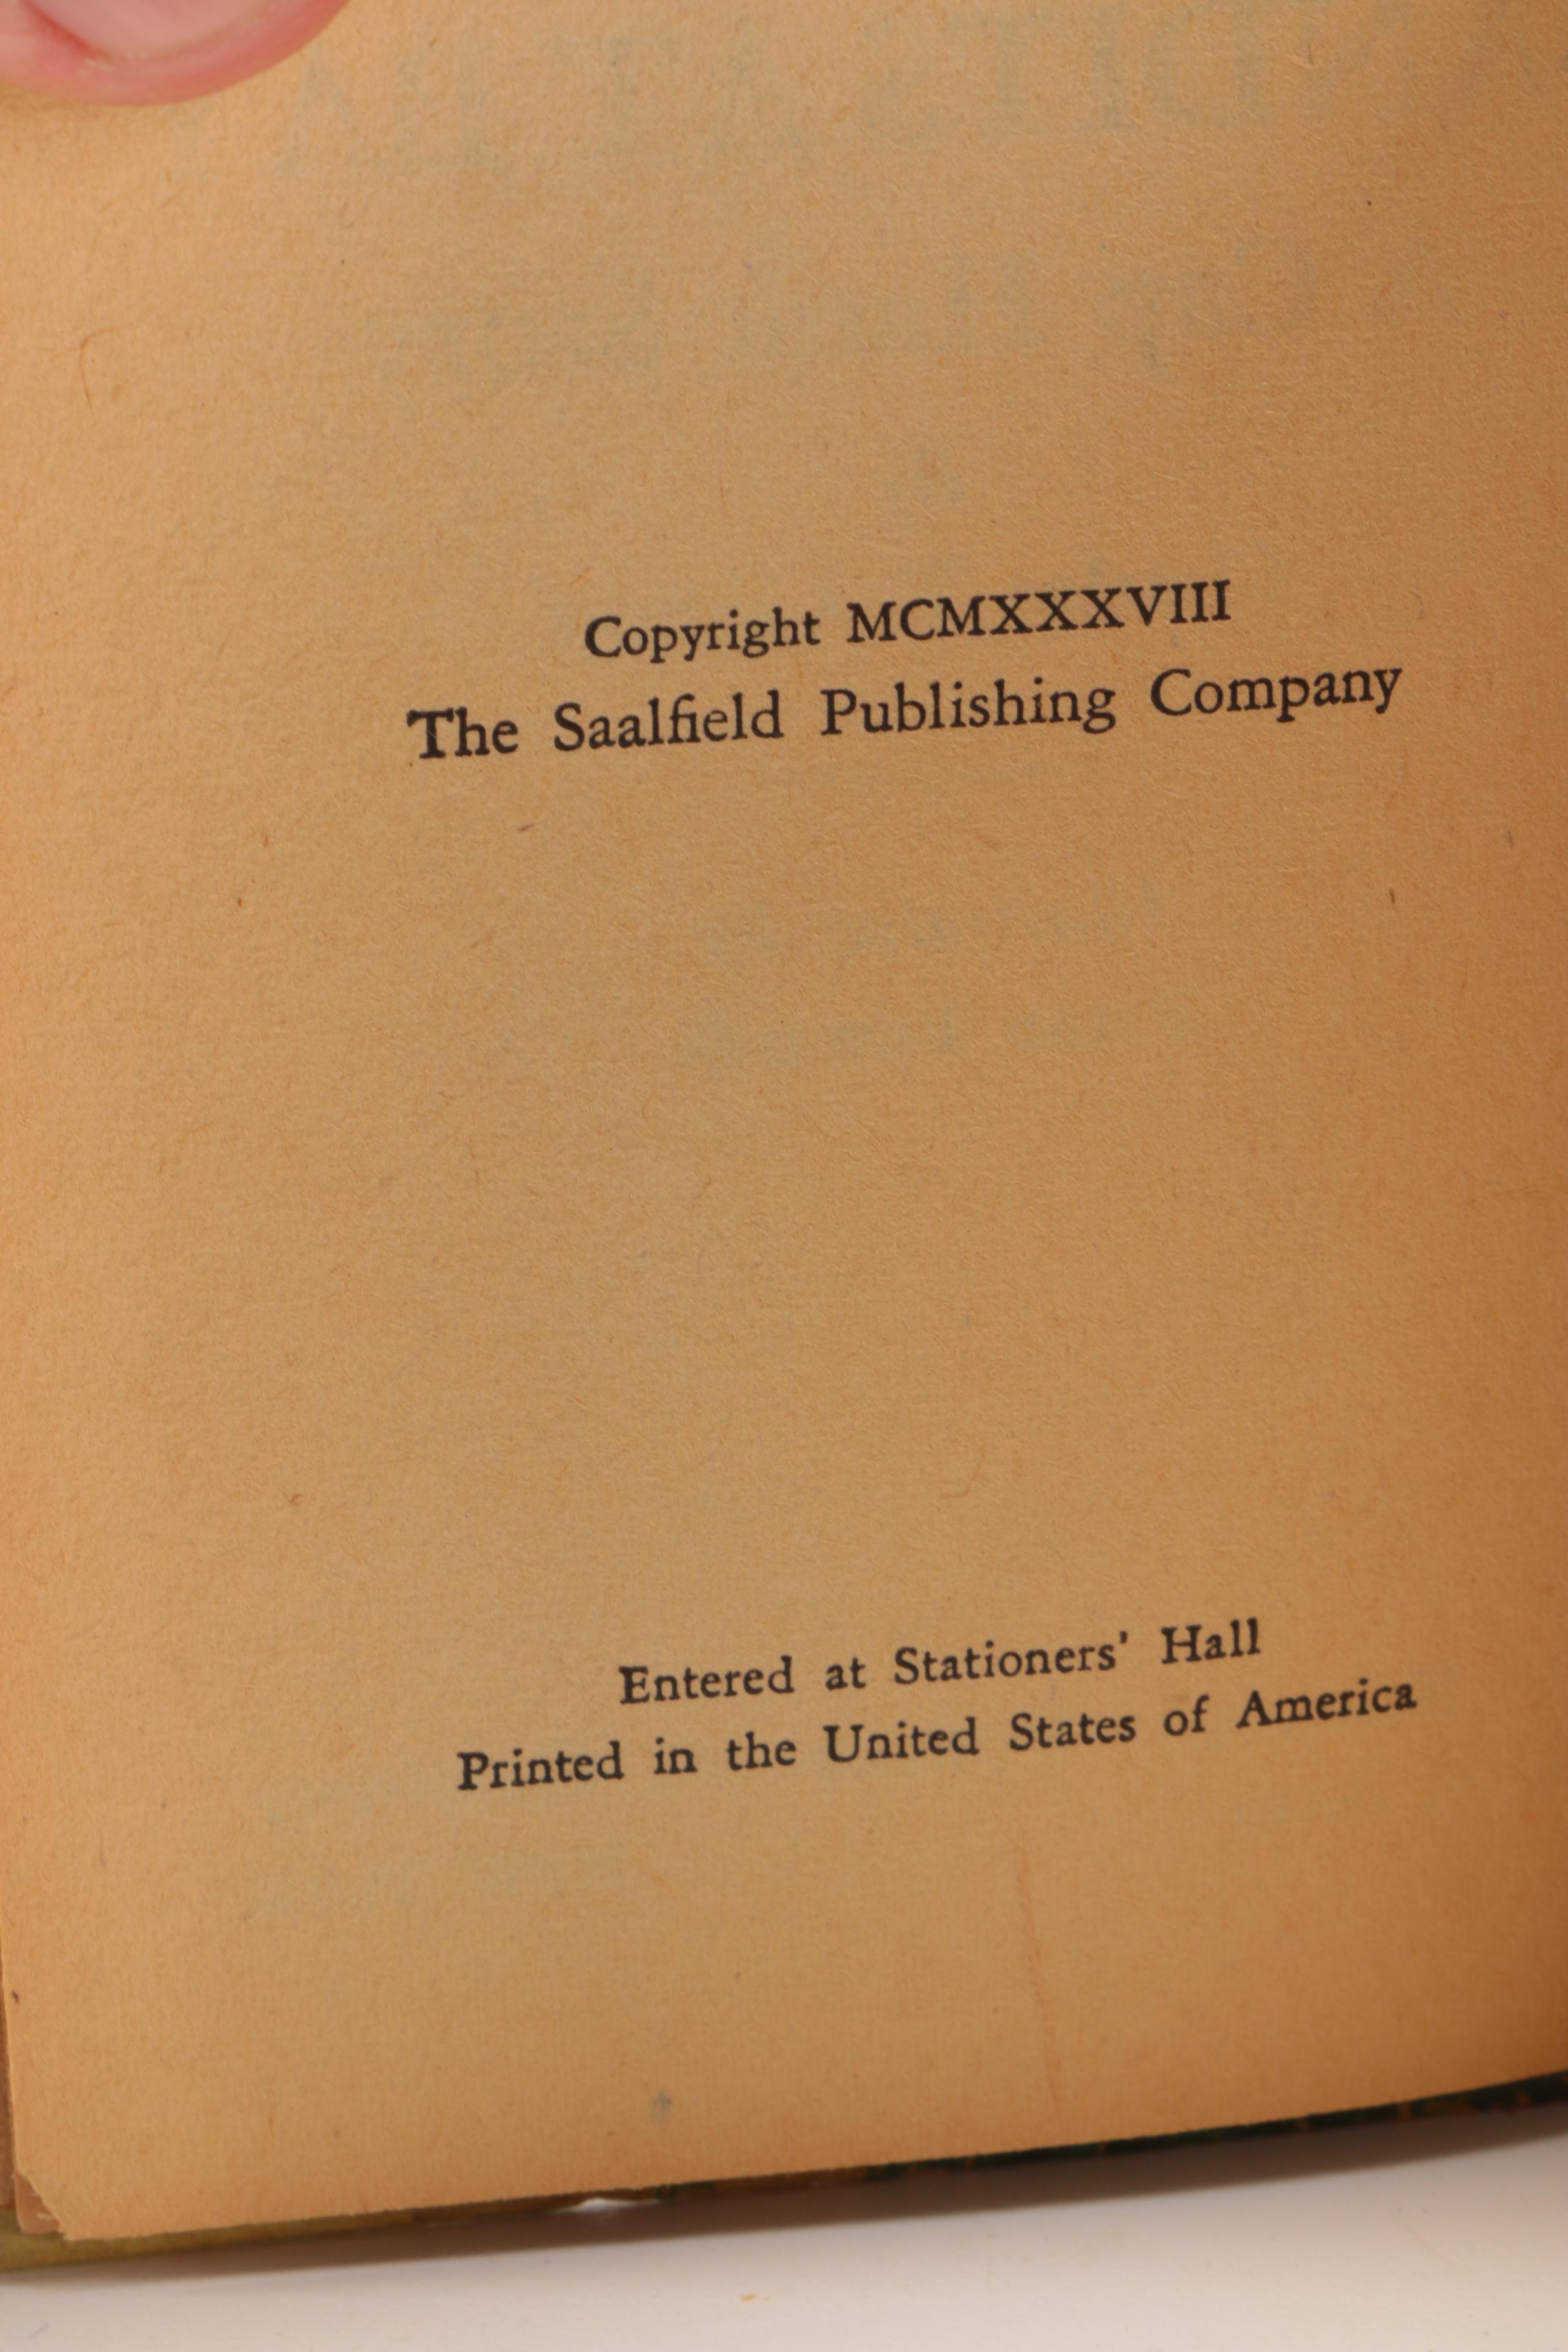 Copyright MCMXXXVIII
The Saalfield Publishing Company
Entered at Stationers' Hall
Printed in the United States of America